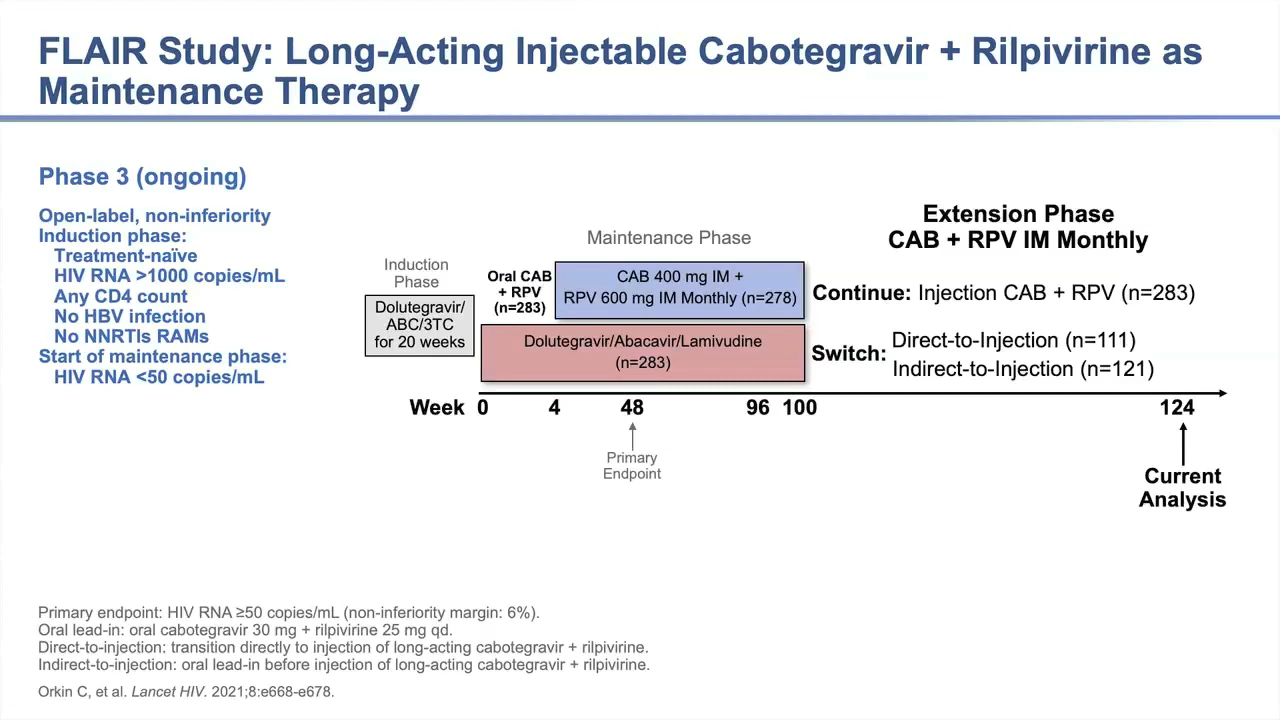 FLAIR Study: Long-Acting Injectable Cabotegravir + Rilpivirine as
Maintenance Therapy
Phase 3 (ongoing)
Open-label, non-inferiority
Induction phase:
Treatment-naïve
HIV RNA >1000 copies/mL
Any CD4 count
No HBV infection
No NNRTIs RAMs
Start of maintenance phase:
HIV RNA <50 copies/mL
Induction
Phase
Dolutegravir/
ABC/3TC
for 20 weeks
Maintenance Phase
Oral CAB
+ RPV
(n=283)
CAB 400 mg IM +
RPV 600 mg IM Monthly (n=278)
Dolutegravir/Abacavir/Lamivudine
(n=283)
Extension Phase
CAB + RPV IM Monthly
Continue: Injection CAB + RPV (n=283)
Switch:
Direct-to-Injection (n=111)
Indirect-to-Injection (n=121)
Week 0 4 48 96 100 124
Primary
Endpoint
Current
Analysis
Primary endpoint: HIV RNA ≥50 copies/mL (non-inferiority margin: 6%).
Oral lead-in: oral cabotegravir 30 mg + rilpivirine 25 mg qd.
Direct-to-injection: transition directly to injection of long-acting cabotegravir + rilpivirine.
Indirect-to-injection: oral lead-in before injection of long-acting cabotegravir + rilpivirine.
Orkin C, et al. Lancet HIV. 2021;8:e668-e678.